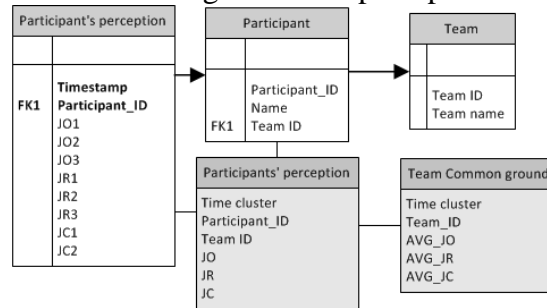 Participant's perception
FK1
Timestamp
Participant_ID
JO1
JO2
JO3
JR1
JR2
JR3
JC1
JC2
Participant
Participant_ID
Name
FK1 Team ID
Team
Team ID
Team name
Participants' perception
Time cluster
Participant_ID
Team ID
JO
JR
JC
Team Common ground
Time cluster
Team_ID
AVG_JO
AVG_JR
AVG_JC